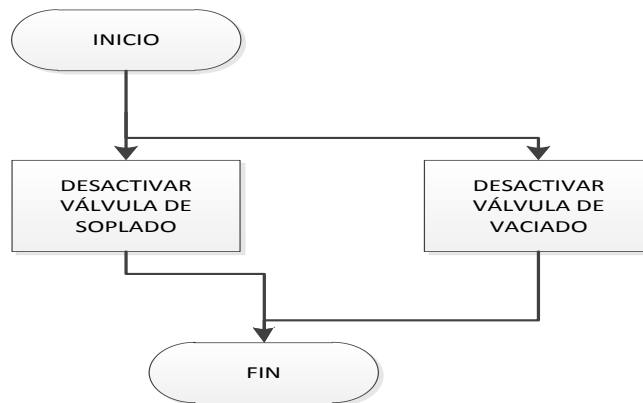 INICIO
DESACTIVAR
VÁLVULA DE
SOPLADO
DESACTIVAR
VÁLVULA DE
VACIADO
FIN